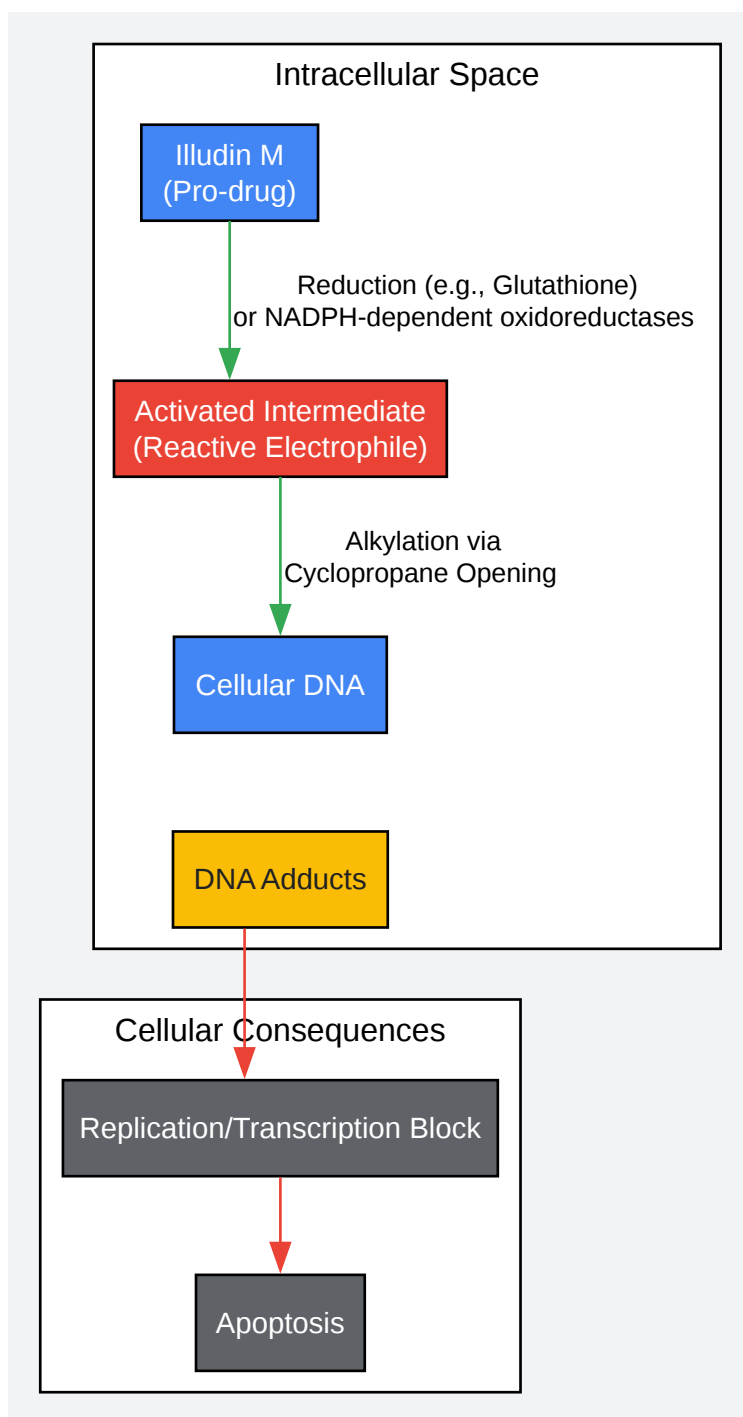 Intracellular Space
Illudin M
(Pro-drug)
Reduction (e.g., Glutathione)
or NADPH-dependent oxidoreductases
Activated Intermediate
(Reactive Electrophile)
Alkylation via
Cyclopropane Opening
Cellular DNA
DNA Adducts
Cellular Consequences
Replication/Transcription Block
Apoptosis